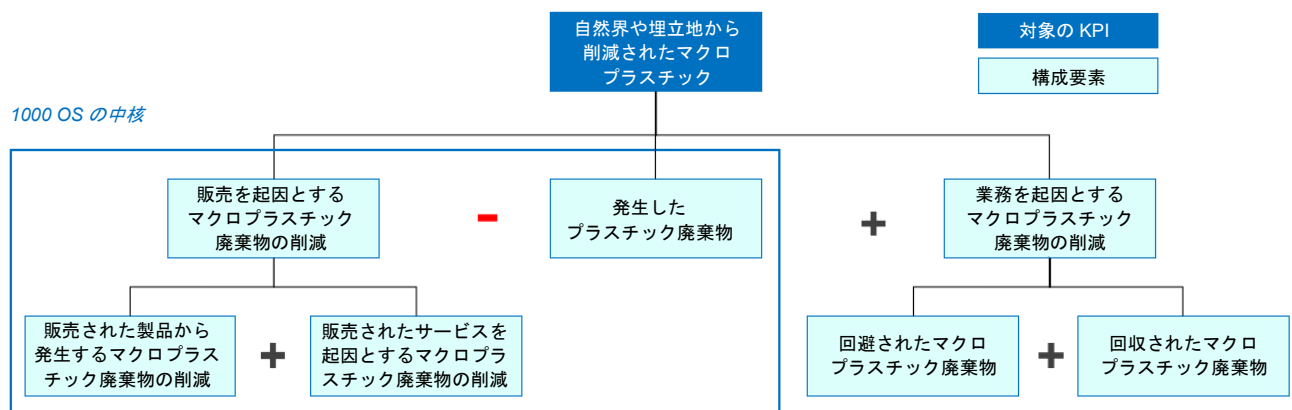 自然界や埋立地から
削減されたマクロ
プラスチック
対象の KPI
構成要素
1000 OS の中核
販売を起因とする
マクロプラスチック
廃棄物の削減
-
発生した
プラスチック廃棄物
+
業務を起因とする
マクロプラスチック
廃棄物の削減
販売された製品から
発生するマクロプラス
チック廃棄物の削減
+
販売されたサービスを
起因とするマクロプラ
スチック廃棄物の削減
回避されたマクロ
プラスチック廃棄物
+
回収されたマクロ
プラスチック廃棄物